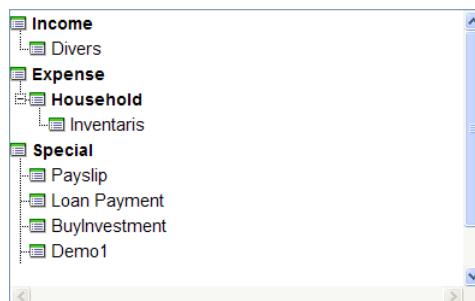 Income
Divers
Expense
Household
Inventaris
Special
Payslip
Loan Payment
BuyInvestment
Demo1